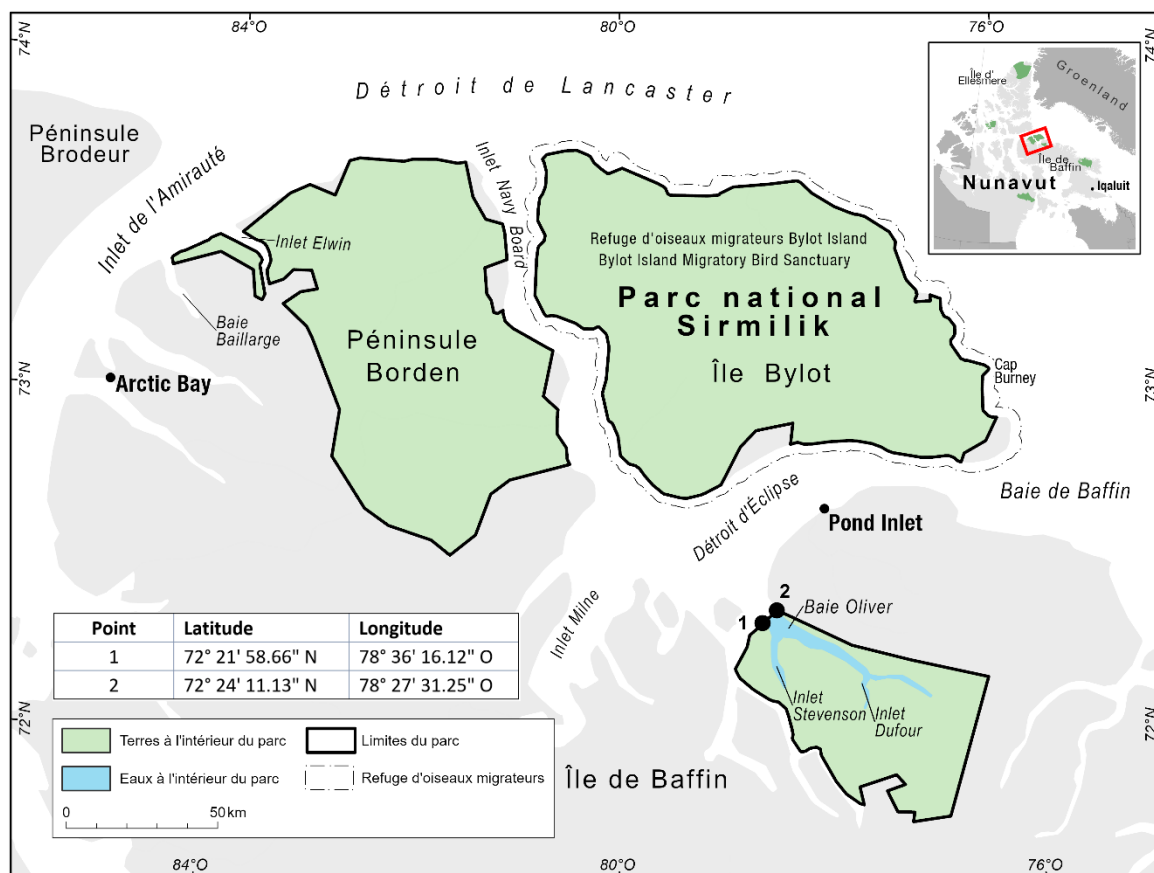 84°O
80°O
76°O
74°N
74°N
Détroit de Lancaster
Péninsule
Brodeur
Inlet de l'Amirauté
Inlet Navy Board
Île d'
Ellesmere
Groenland
Île de
Baffin
Nunavut
Iqaluit
Inlet Elwin
Refuge d'oiseaux migrateurs Bylot Island
Bylot Island Migratory Bird Sanctuary
Parc national
Sirmilik
Baie
Baillarge
Péninsule
Borden
Île Bylot
Cap
Burney
73°N
73°N
Arctic Bay
Baie de Baffin
Détroit d'Éclipse
Pond Inlet
Inlet Milne
2
1
Baie Oliver
Inlet
Stevenson
Inlet
Dufour
Point Latitude Longitude
1 72° 21' 58.66" N 78° 36' 16.12" O
2 72° 24' 11.13" N 78° 27' 31.25" O
72°N
72°N
Terres à l'intérieur du parc
Limites du parc
Eaux à l'intérieur du parc
Refuge d'oiseaux migrateurs
0 50 km
Île de Baffin
84°O
80°O
76°O